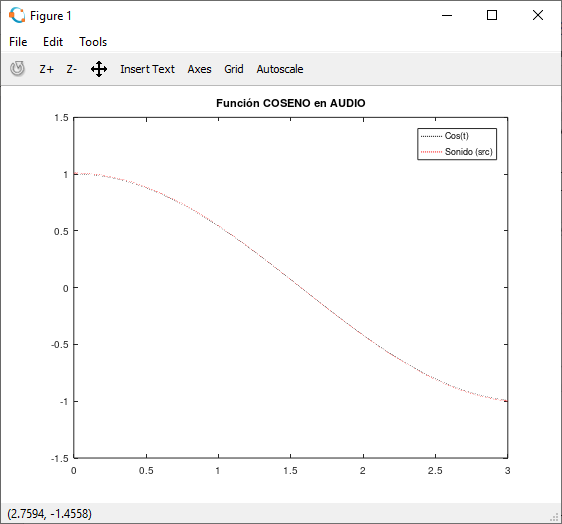 Figure 1
File Edit Tools
Z+ Z- Insert Text Axes Grid Autoscale
Función COSENO en AUDIO
Cos(t)
Sonido (src)
1.5
1
0.5
0
-0.5
-1
-1.5
0 0.5 1 1.5 2 2.5 3
(2.7594, -1.4558)